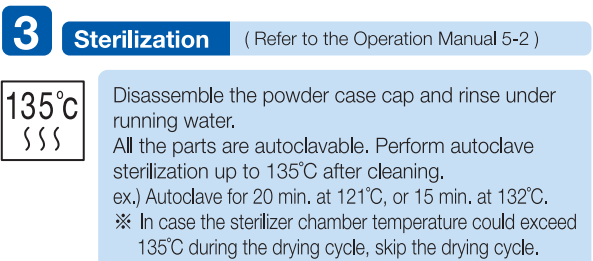 3 Sterilization ( Refer to the Operation Manual 5-2 )
135℃
Disassemble the powder case cap and rinse under
running water.
All the parts are autoclavable. Perform autoclave
sterilization up to 135℃ after cleaning.
ex.) Autoclave for 20 min. at 121℃, or 15 min. at 132℃.
※ In case the sterilizer chamber temperature could exceed
135℃ during the drying cycle, skip the drying cycle.